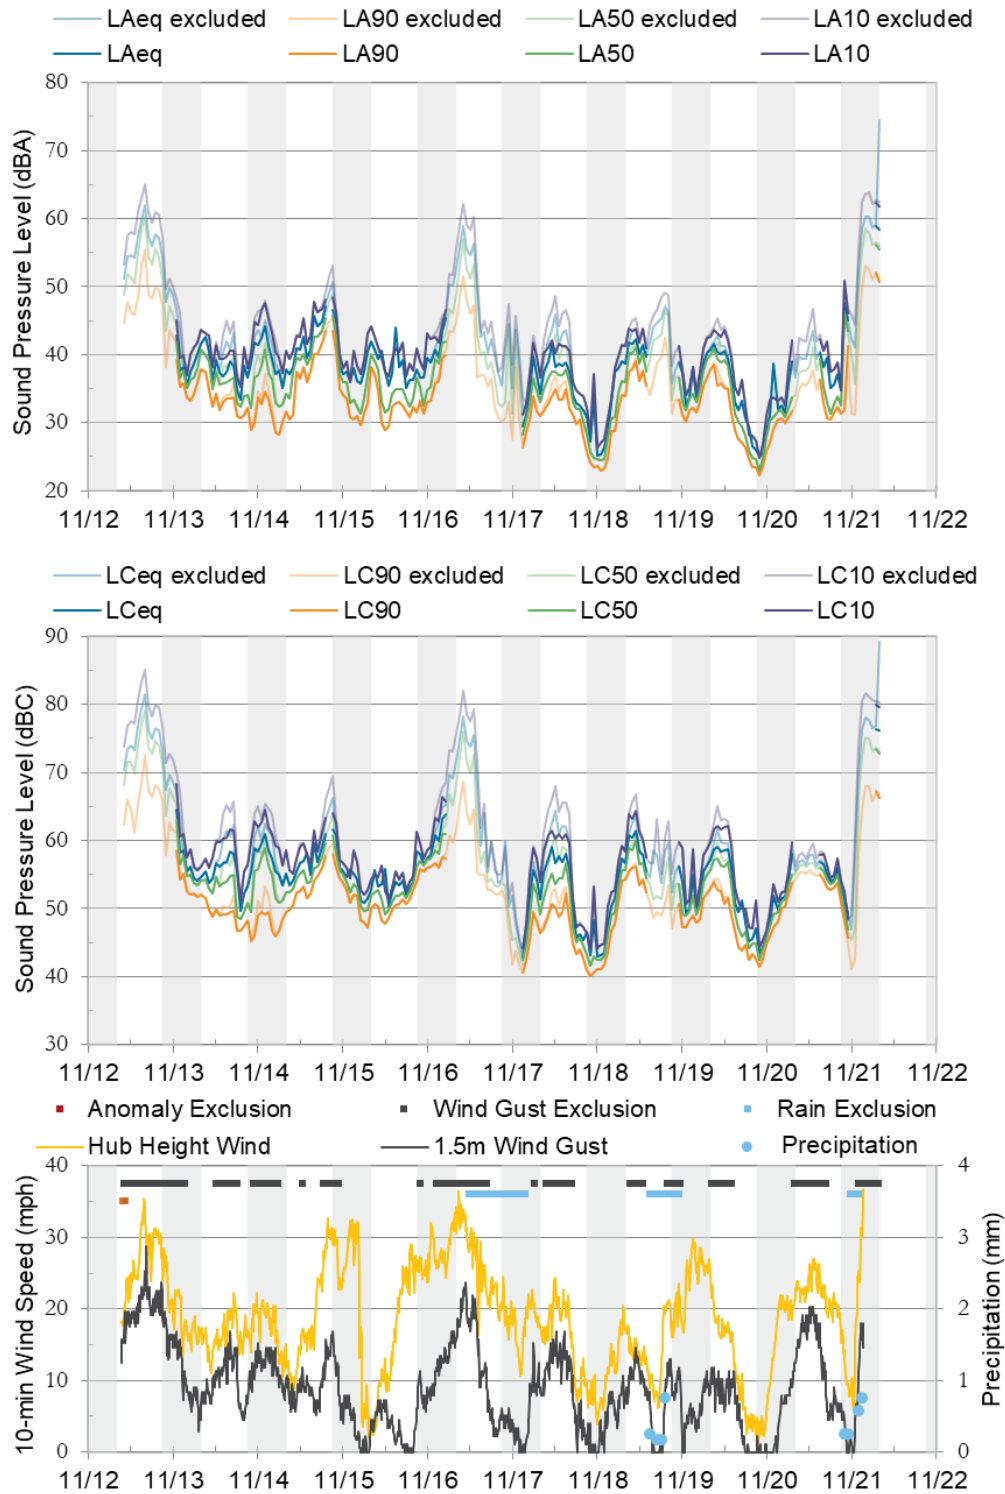 LAeq excluded LA90 excluded LA50 excluded LA10 excluded
LAeq LA90 LA50 LA10
Sound Pressure Level (dBA)
80
70
60
50
40
30
20
11/12 11/13 11/14 11/15 11/16 11/17 11/18 11/19 11/20 11/21 11/22
LCeq excluded LC90 excluded LC50 excluded LC10 excluded
LCeq LC90 LC50 LC10
Sound Pressure Level (dBC)
90
80
70
60
50
40
30
11/12 11/13 11/14 11/15 11/16 11/17 11/18 11/19 11/20 11/21 11/22
Anomaly Exclusion Wind Gust Exclusion Rain Exclusion
Hub Height Wind 1.5m Wind Gust Precipitation
10-min Wind Speed (mph)
40 4
30 3
20 2
10 1
0 0
Precipitation (mm)
11/12 11/13 11/14 11/15 11/16 11/17 11/18 11/19 11/20 11/21 11/22